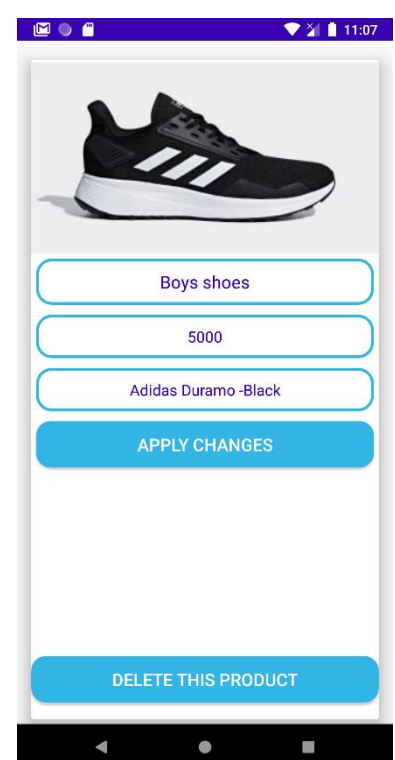 11:07
Boys shoes
5000
Adidas Duramo -Black
APPLY CHANGES
DELETE THIS PRODUCT